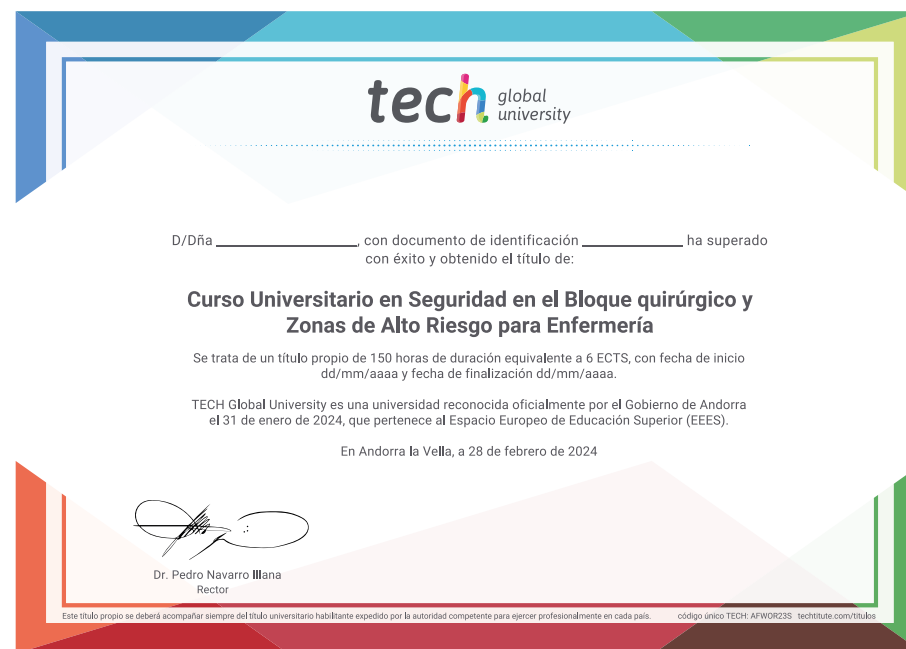 tech global university
D/Dña ____________, con documento de identificación ____________ ha superado
con éxito y obtenido el título de:
Curso Universitario en Seguridad en el Bloque quirúrgico y
Zonas de Alto Riesgo para Enfermería
Se trata de un título propio de 150 horas de duración equivalente a 6 ECTS, con fecha de inicio
dd/mm/aaaa y fecha de finalización dd/mm/aaaa.
TECH Global University es una universidad reconocida oficialmente por el Gobierno de Andorra
el 31 de enero de 2024, que pertenece al Espacio Europeo de Educación Superior (EEES).
En Andorra la Vella, a 28 de febrero de 2024
Dr. Pedro Navarro Illana
Rector
Este título propio se deberá acompañar siempre del título universitario habilitante expedido por la autoridad competente para ejercer profesionalmente en cada país. código único TECH: AFWOR23S techtitute.com/titulos